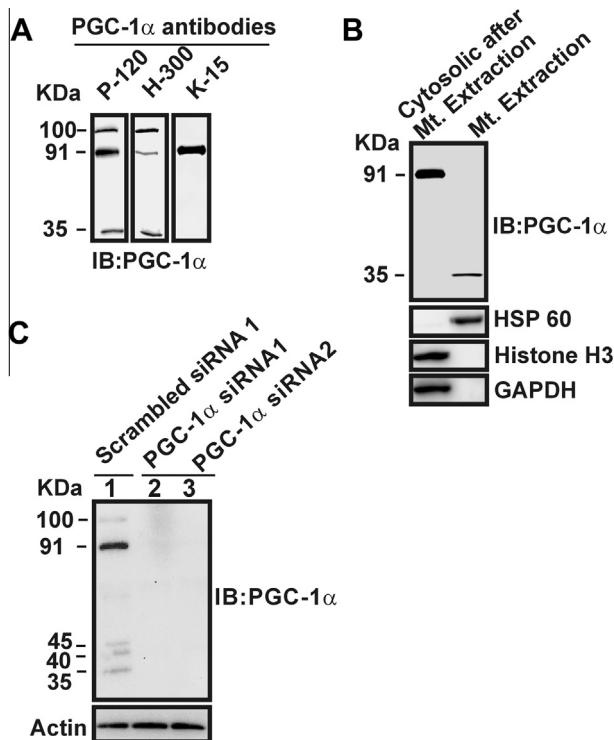 A
PGC-1α antibodies
P-120
H-300
K-15
KDa
100
91
35
IB:PGC-1α
B
Cytosolic after
Mt. Extraction
Mt. Extraction
KDa
91
35
IB:PGC-1α
HSP 60
Histone H3
GAPDH
C
Scrambled siRNA 1
PGC-1α siRNA1
PGC-1α siRNA2
KDa
1 2 3
100
91
45
40
35
IB:PGC-1α
Actin